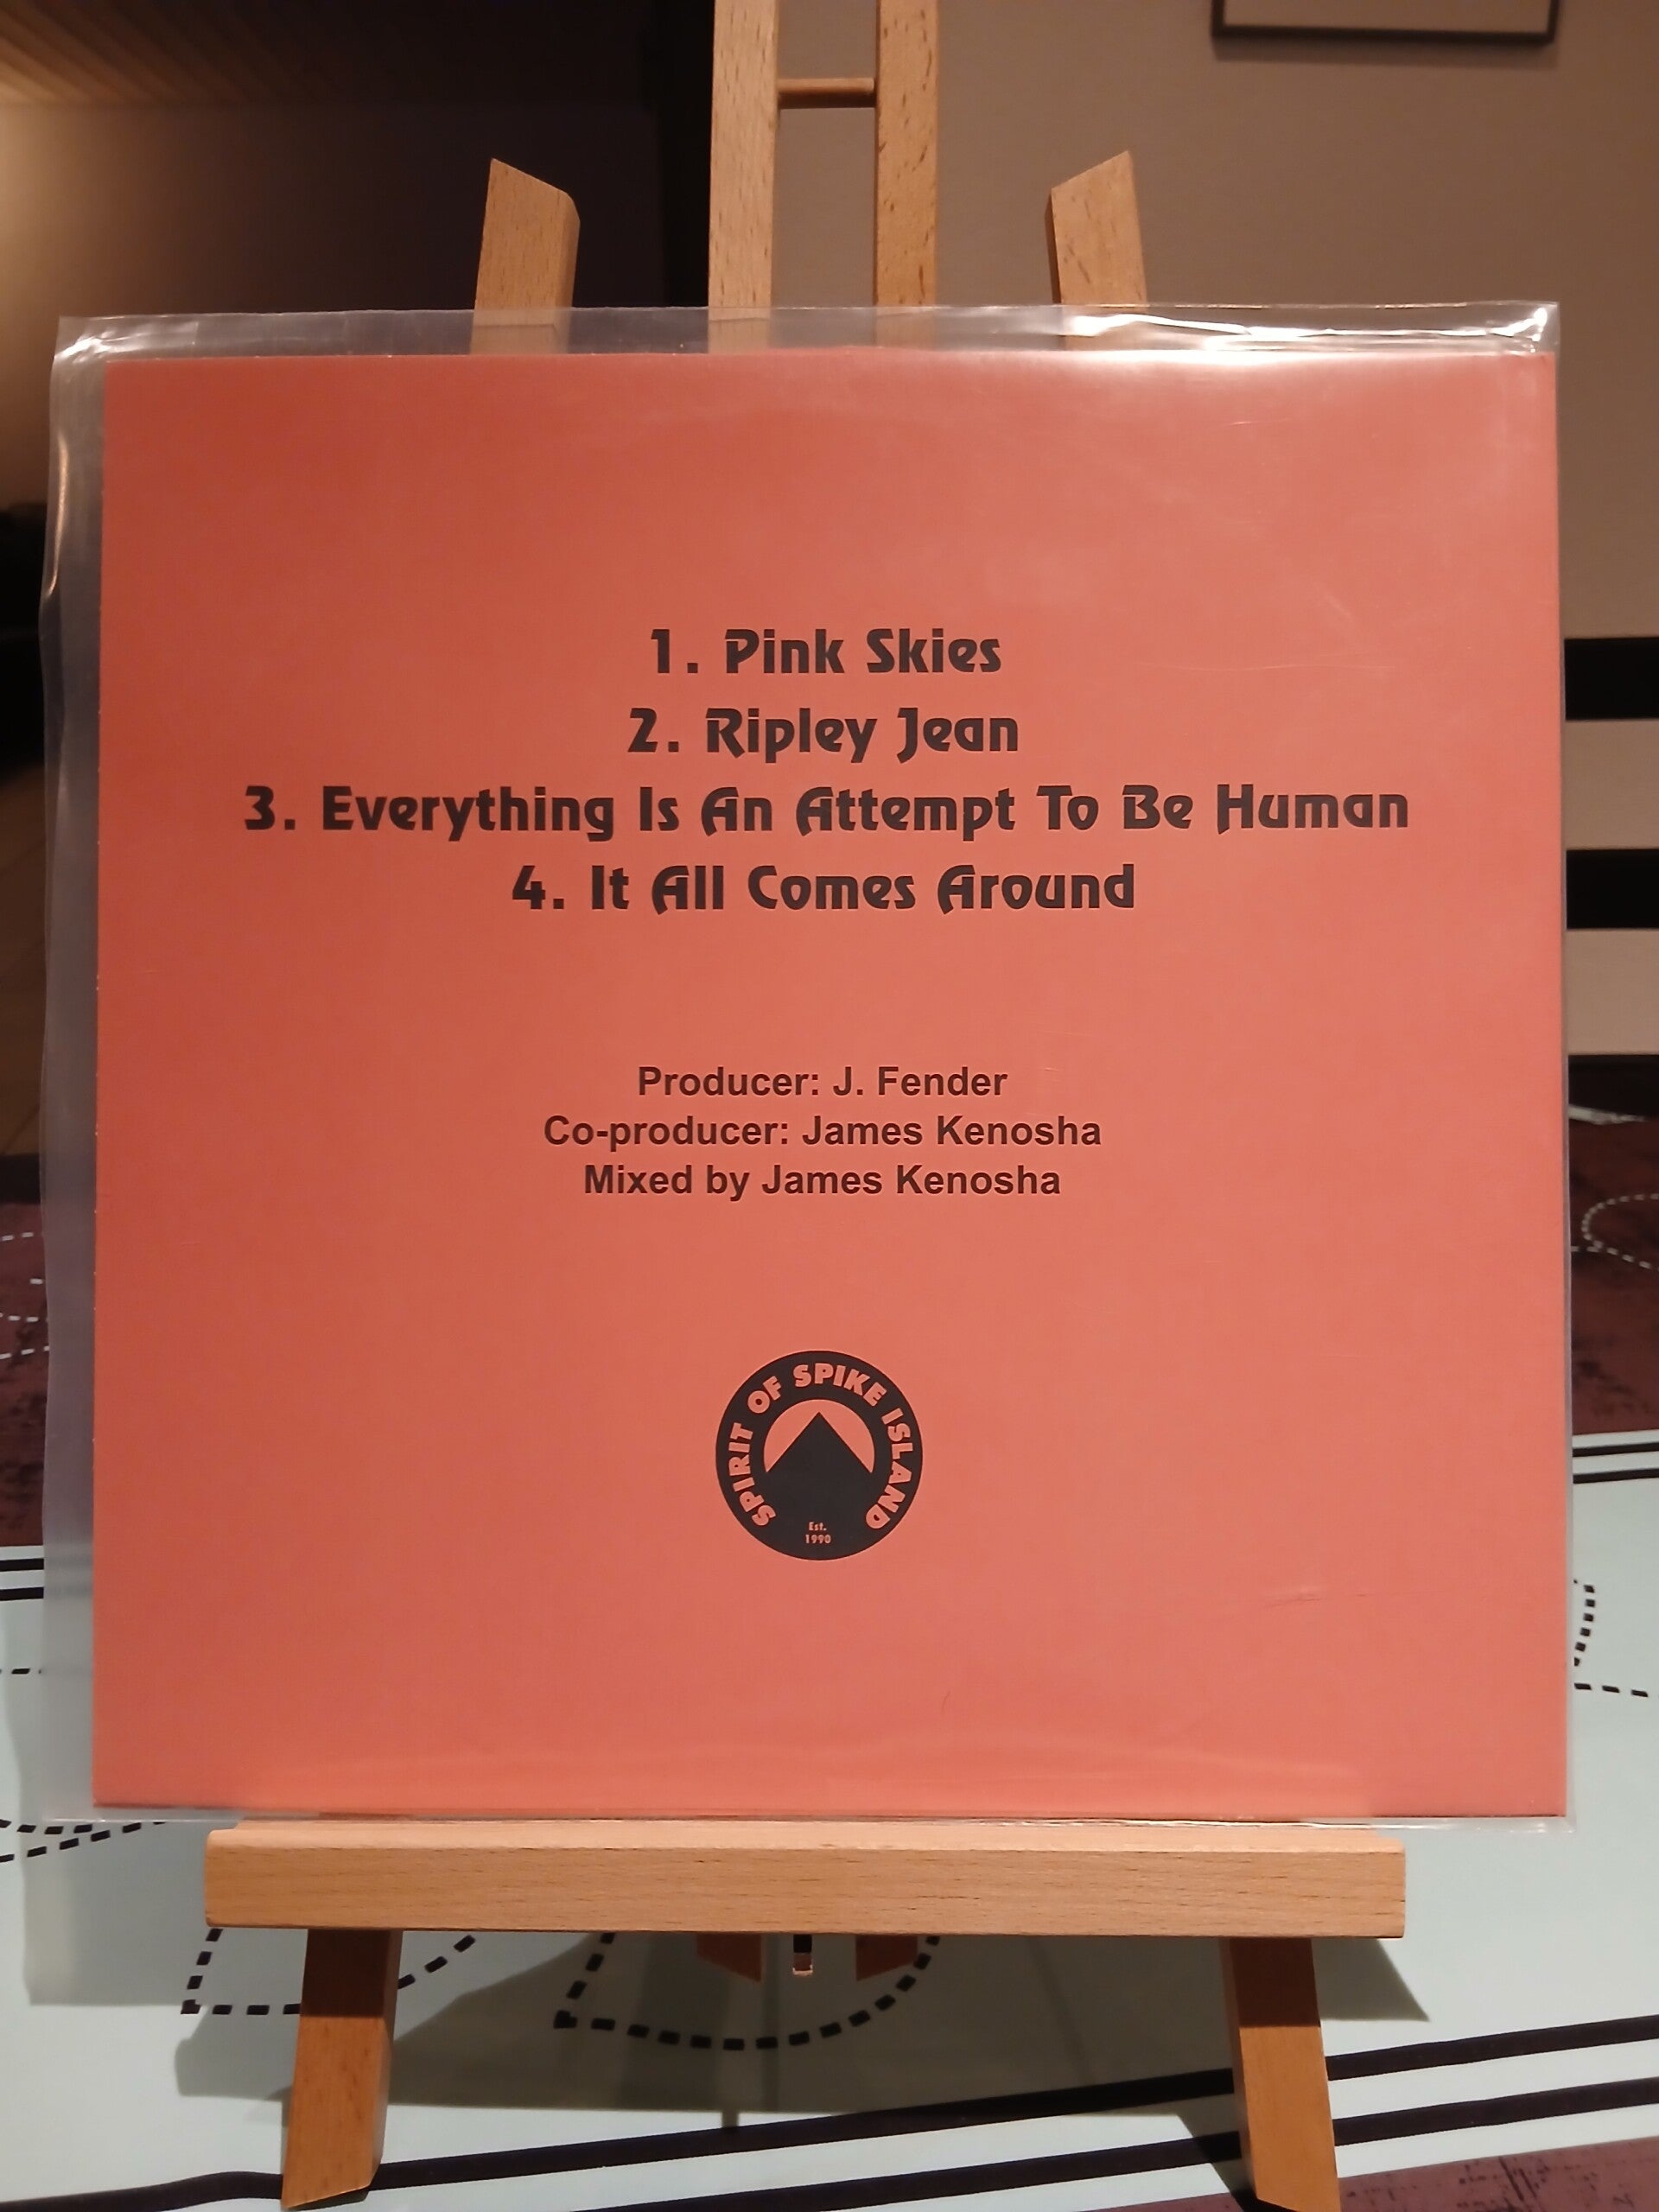 1. Pink Skies
2. Ripley Jean
3. Everything Is An Attempt To Be Human
4. It All Comes Around
Producer: J. Fender
Co-producer: James Kenosha
Mixed by James Kenosha
SPIRIT OF SPIKE ISLAND
Est.
1990